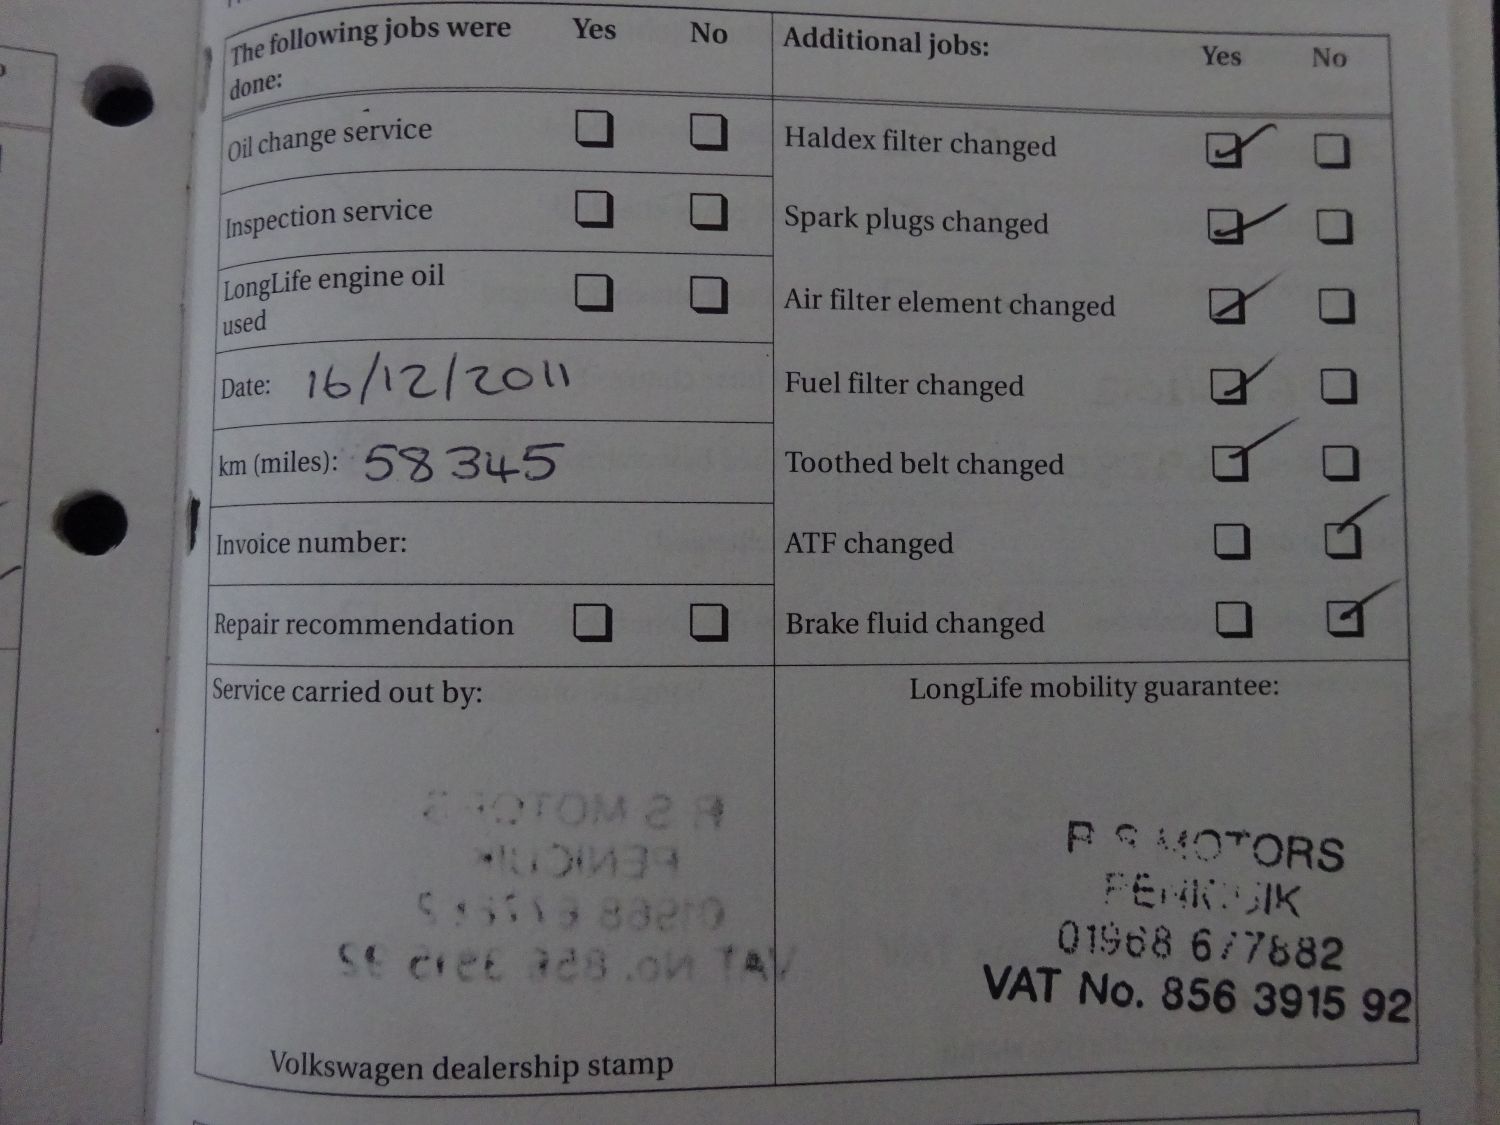 The following jobs were done:
Yes
No
Oil change service
Inspection service
LongLife engine oil used
Date: 16/12/2011
km (miles): 58345
Invoice number:
Repair recommendation
Service carried out by:
Volkswagen dealership stamp
Additional jobs:
Yes
No
Haldex filter changed
Spark plugs changed
Air filter element changed
Fuel filter changed
Toothed belt changed
ATF changed
Brake fluid changed
LongLife mobility guarantee:
R S MOTORS
PENICUIK
01968 677882
VAT No. 856 3915 92